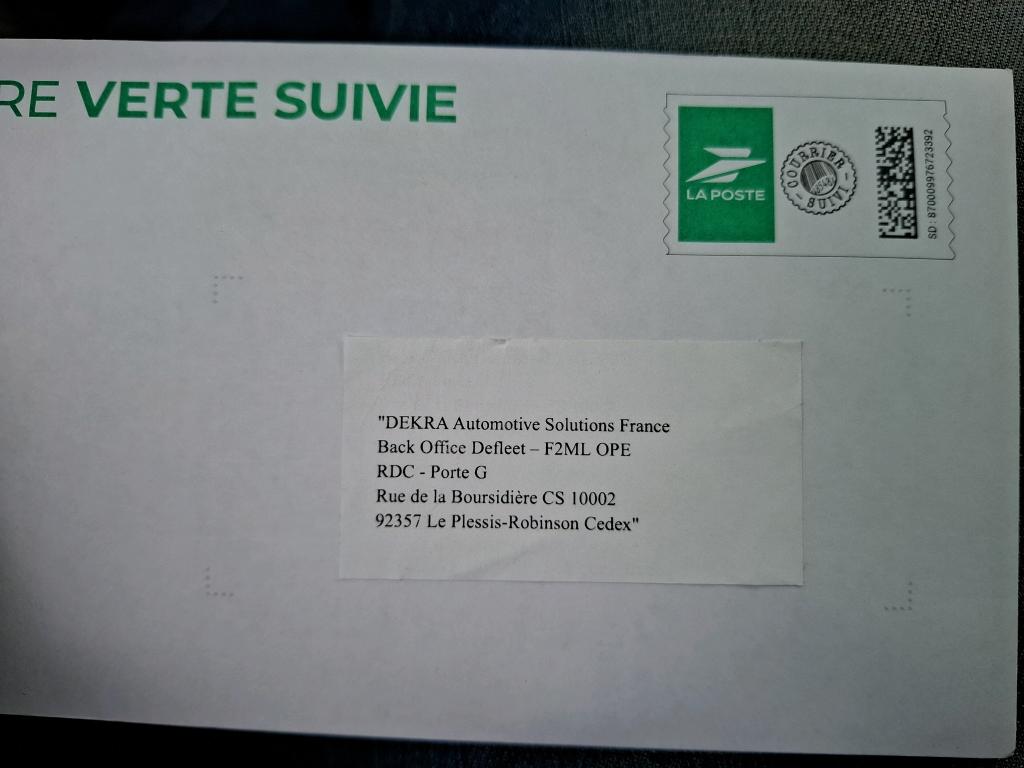 RE VERTE SUIVIE
LA POSTE
COURRIER
SUIVI
SD : 870009976723392
"DEKRA Automotive Solutions France
Back Office Defleet – F2ML OPE
RDC - Porte G
Rue de la Boursidière CS 10002
92357 Le Plessis-Robinson Cedex"